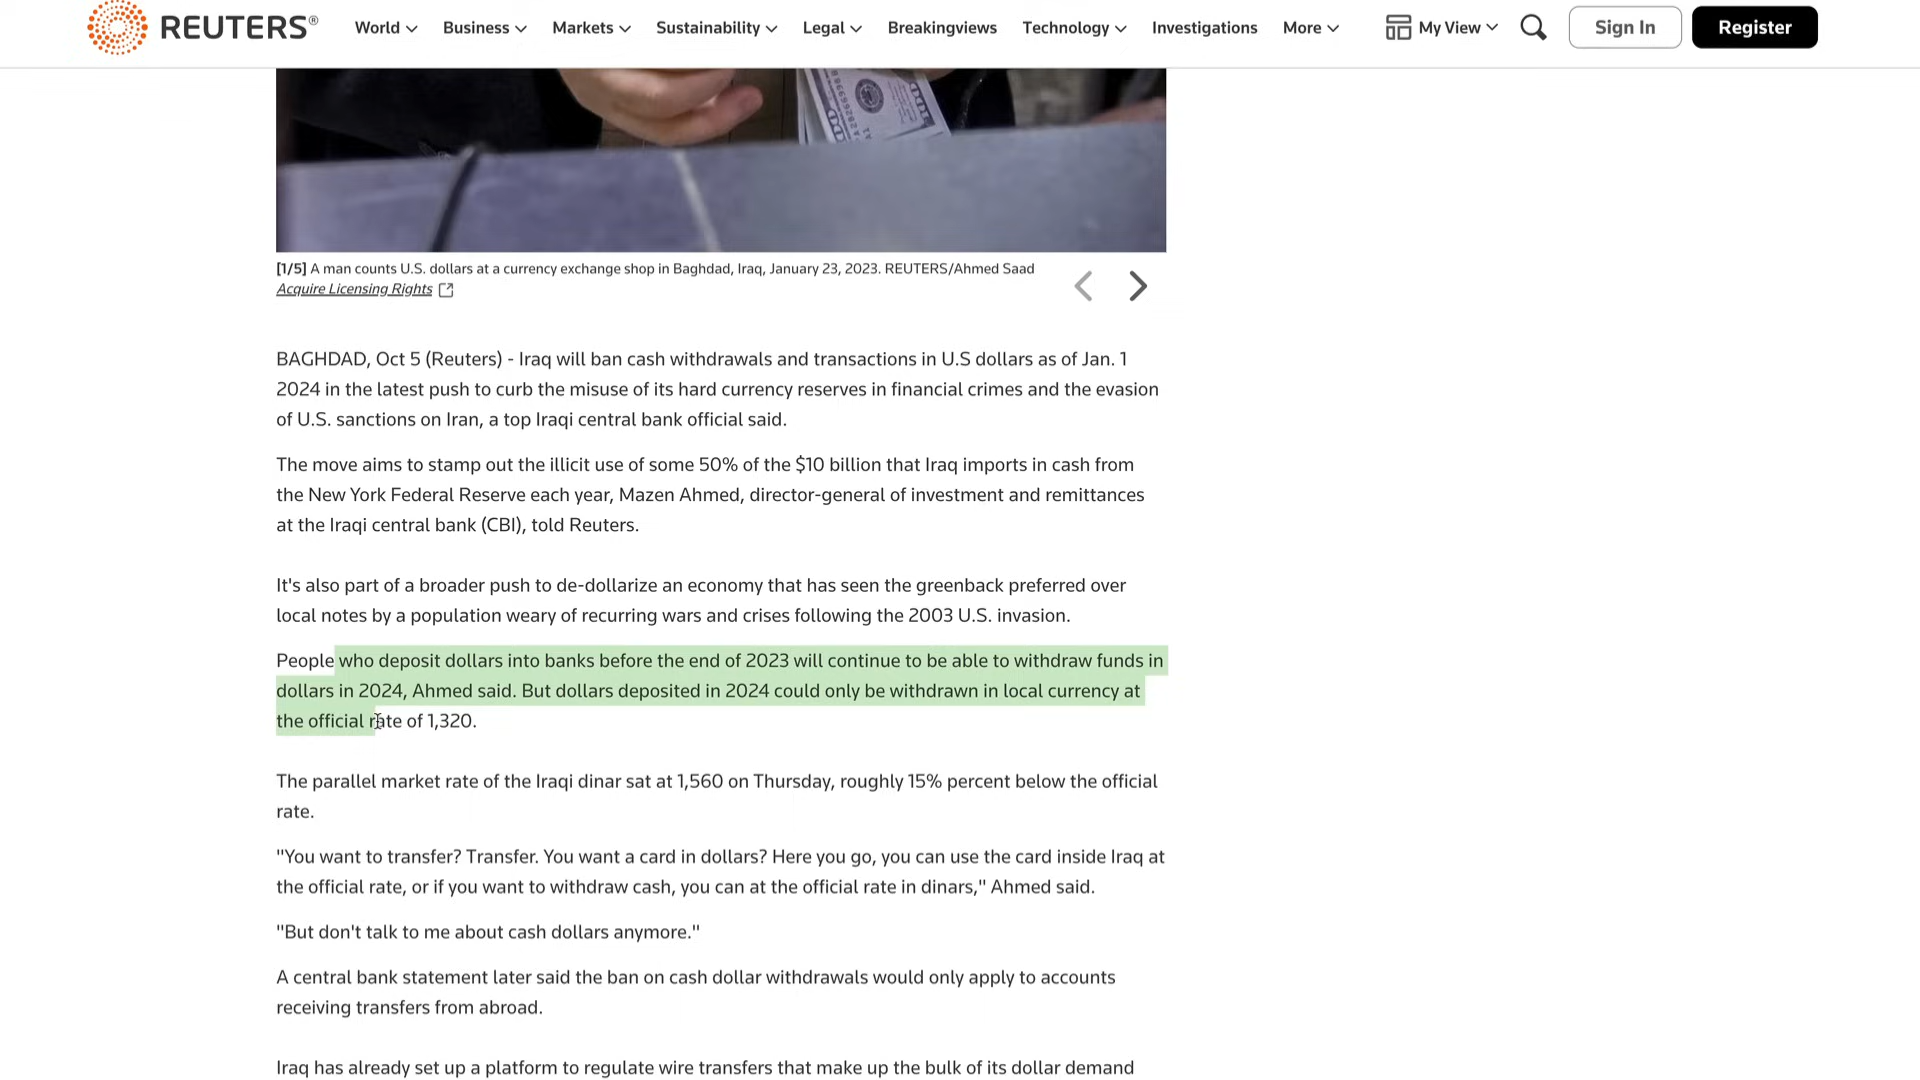 REUTERS®
World
Business
Markets
Sustainability
Legal
Breakingviews
Technology
Investigations
More
My View
Sign In
Register
[1/5] A man counts U.S. dollars at a currency exchange shop in Baghdad, Iraq, January 23, 2023. REUTERS/Ahmed Saad
Acquire Licensing Rights
BAGHDAD, Oct 5 (Reuters) - Iraq will ban cash withdrawals and transactions in U.S dollars as of Jan. 1
2024 in the latest push to curb the misuse of its hard currency reserves in financial crimes and the evasion
of U.S. sanctions on Iran, a top Iraqi central bank official said.
The move aims to stamp out the illicit use of some 50% of the $10 billion that Iraq imports in cash from
the New York Federal Reserve each year, Mazen Ahmed, director-general of investment and remittances
at the Iraqi central bank (CBI), told Reuters.
It's also part of a broader push to de-dollarize an economy that has seen the greenback preferred over
local notes by a population weary of recurring wars and crises following the 2003 U.S. invasion.
People who deposit dollars into banks before the end of 2023 will continue to be able to withdraw funds in
dollars in 2024, Ahmed said. But dollars deposited in 2024 could only be withdrawn in local currency at
the official rate of 1,320.
The parallel market rate of the Iraqi dinar sat at 1,560 on Thursday, roughly 15% percent below the official
rate.
"You want to transfer? Transfer. You want a card in dollars? Here you go, you can use the card inside Iraq at
the official rate, or if you want to withdraw cash, you can at the official rate in dinars," Ahmed said.
"But don't talk to me about cash dollars anymore."
A central bank statement later said the ban on cash dollar withdrawals would only apply to accounts
receiving transfers from abroad.
Iraq has already set up a platform to regulate wire transfers that make up the bulk of its dollar demand